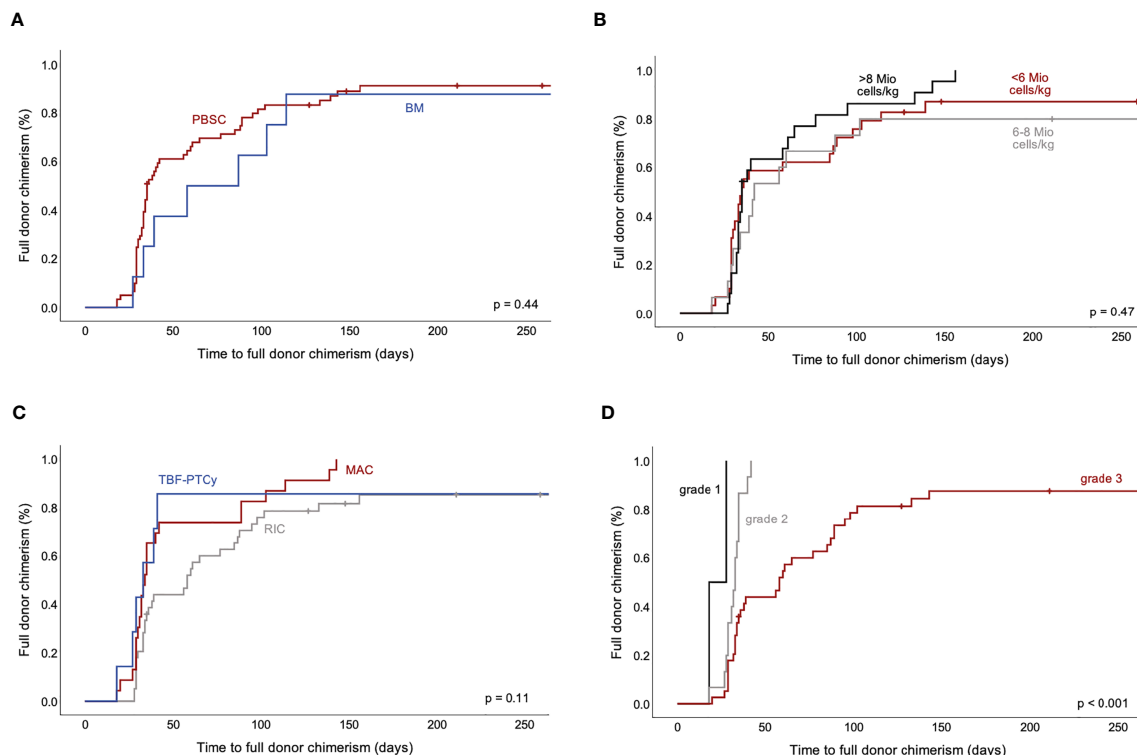 A
1.0
0.8
0.6
0.4
0.2
0.0
Full donor chimerism (%)
PBSC
BM
p = 0.44
0 50 100 150 200 250
Time to full donor chimerism (days)
B
1.0
0.8
0.6
0.4
0.2
0.0
Full donor chimerism (%)
>8 Mio
cells/kg
<6 Mio
cells/kg
6-8 Mio
cells/kg
p = 0.47
0 50 100 150 200 250
Time to full donor chimerism (days)
C
1.0
0.8
0.6
0.4
0.2
0.0
Full donor chimerism (%)
TBF-PTCy
MAC
RIC
p = 0.11
0 50 100 150 200 250
Time to full donor chimerism (days)
D
1.0
0.8
0.6
0.4
0.2
0.0
Full donor chimerism (%)
grade 1
grade 2
grade 3
p < 0.001
0 50 100 150 200 250
Time to full donor chimerism (days)